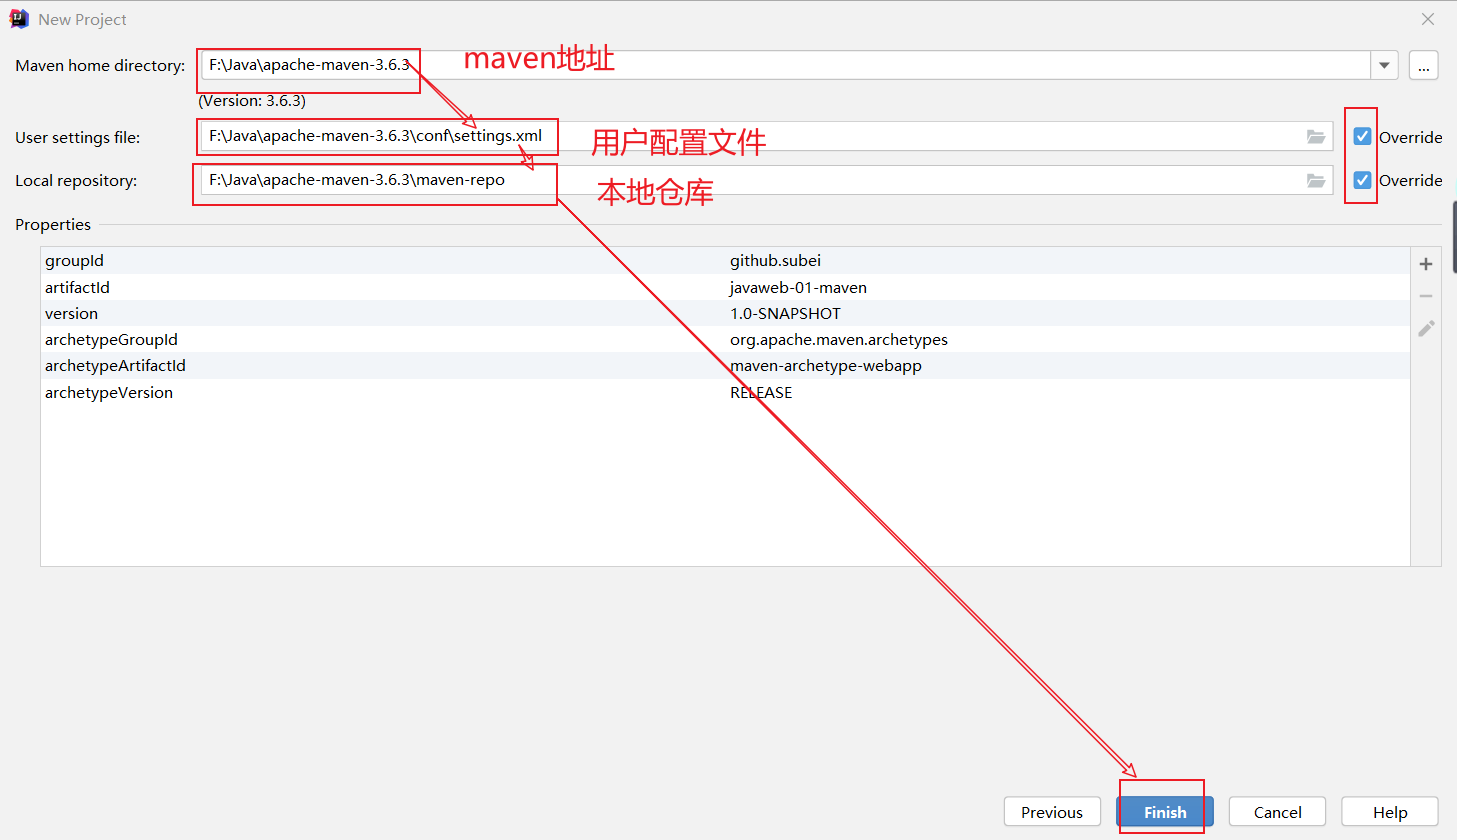 New Project
Maven home directory: F:\Java\apache-maven-3.6.3 maven地址 ...
(Version: 3.6.3)
User settings file: F:\Java\apache-maven-3.6.3\conf\settings.xml 用户配置文件 Override
Local repository: F:\Java\apache-maven-3.6.3\maven-repo 本地仓库 Override
Properties
groupId github.subei
artifactId javaweb-01-maven
version 1.0-SNAPSHOT
archetypeGroupId org.apache.maven.archetypes
archetypeArtifactId maven-archetype-webapp
archetypeVersion RELEASE
Previous Finish Cancel Help